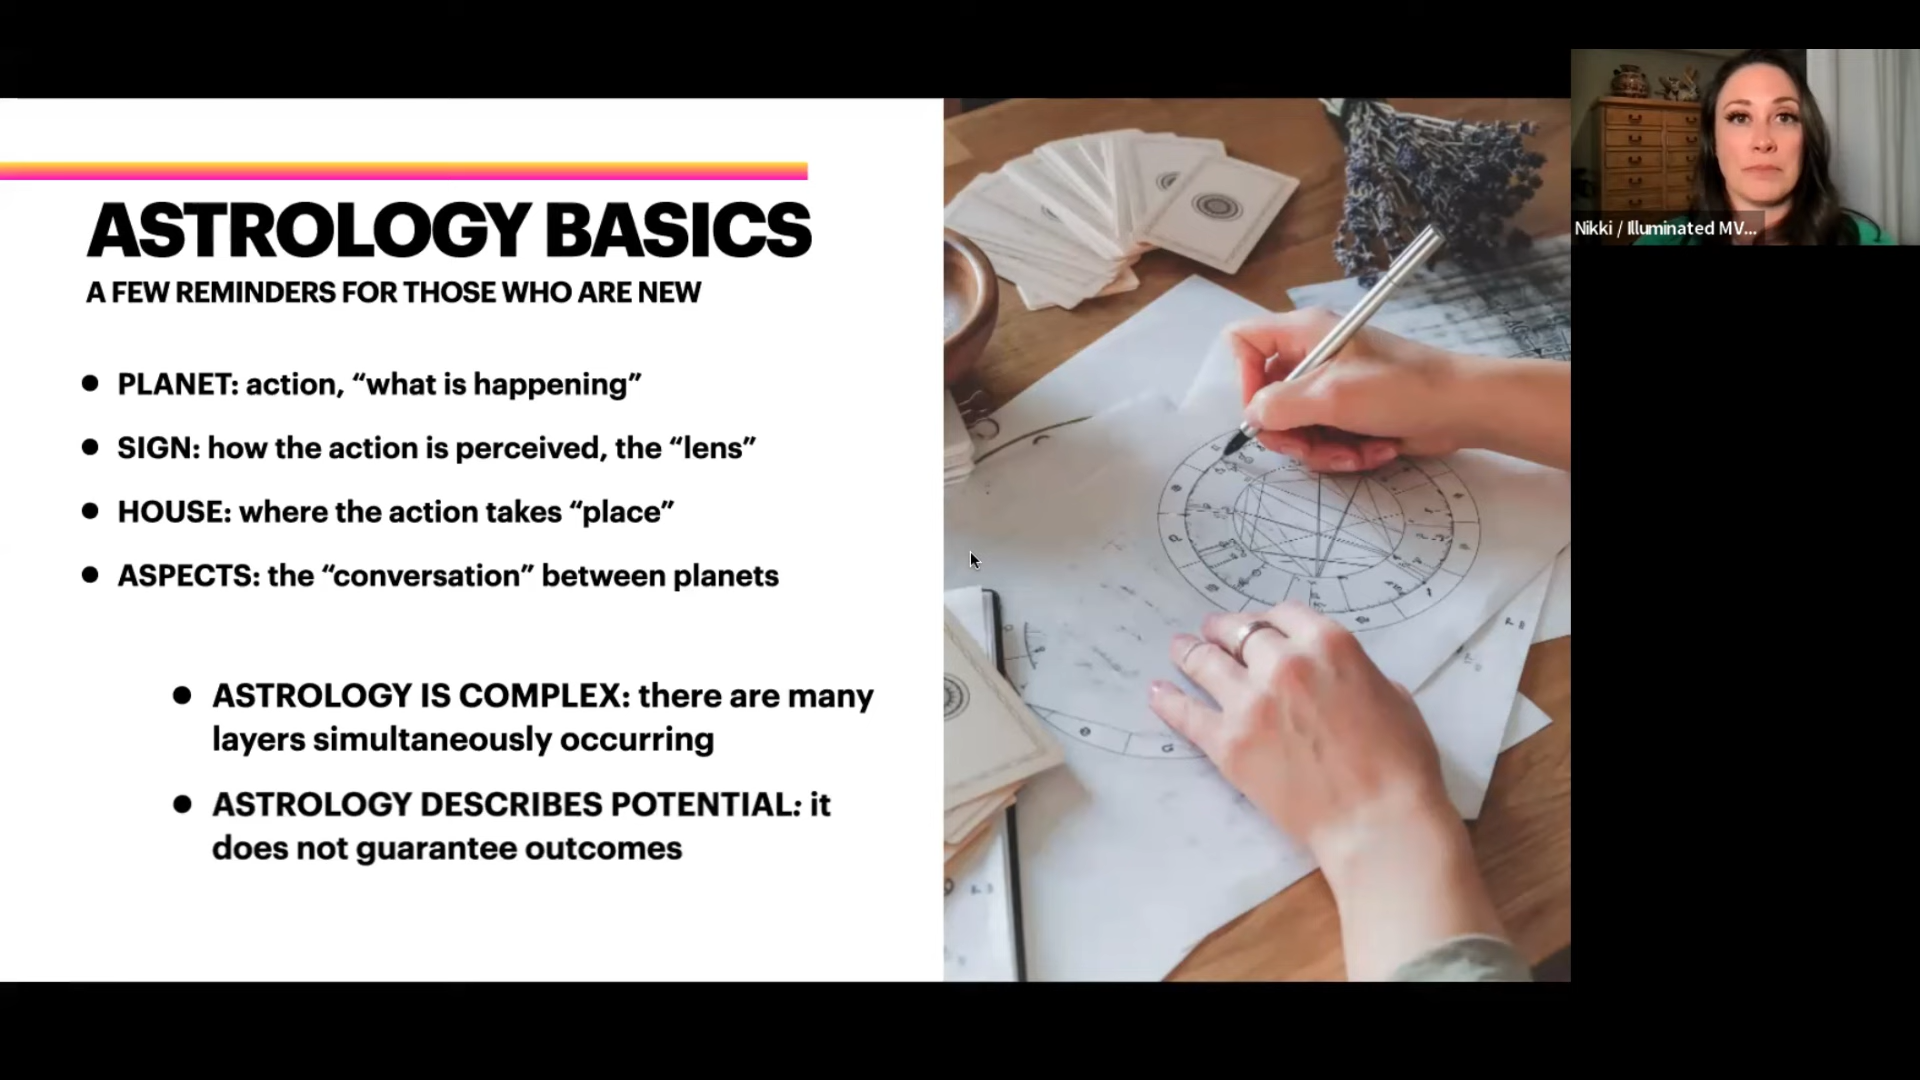 ASTROLOGY BASICS
A FEW REMINDERS FOR THOSE WHO ARE NEW
● PLANET: action, “what is happening”
● SIGN: how the action is perceived, the “lens”
● HOUSE: where the action takes “place”
● ASPECTS: the “conversation” between planets
● ASTROLOGY IS COMPLEX: there are many
layers simultaneously occurring
● ASTROLOGY DESCRIBES POTENTIAL: it
does not guarantee outcomes
Nikki / Illuminated MV...